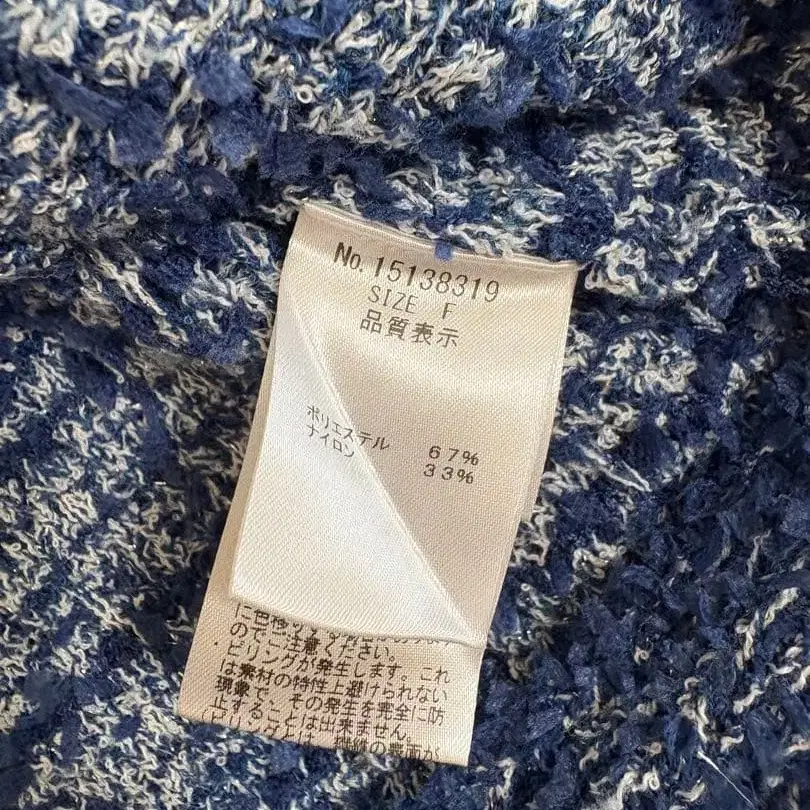 No. 15138319
SIZE F
品質表示
ポリエステル 67%
ナイロン 33%
のでご注意ください。
・ピリングが発生します。これ
は素材の特性上避けられない
現象で、その発生を完全に防
止することは出来ません。